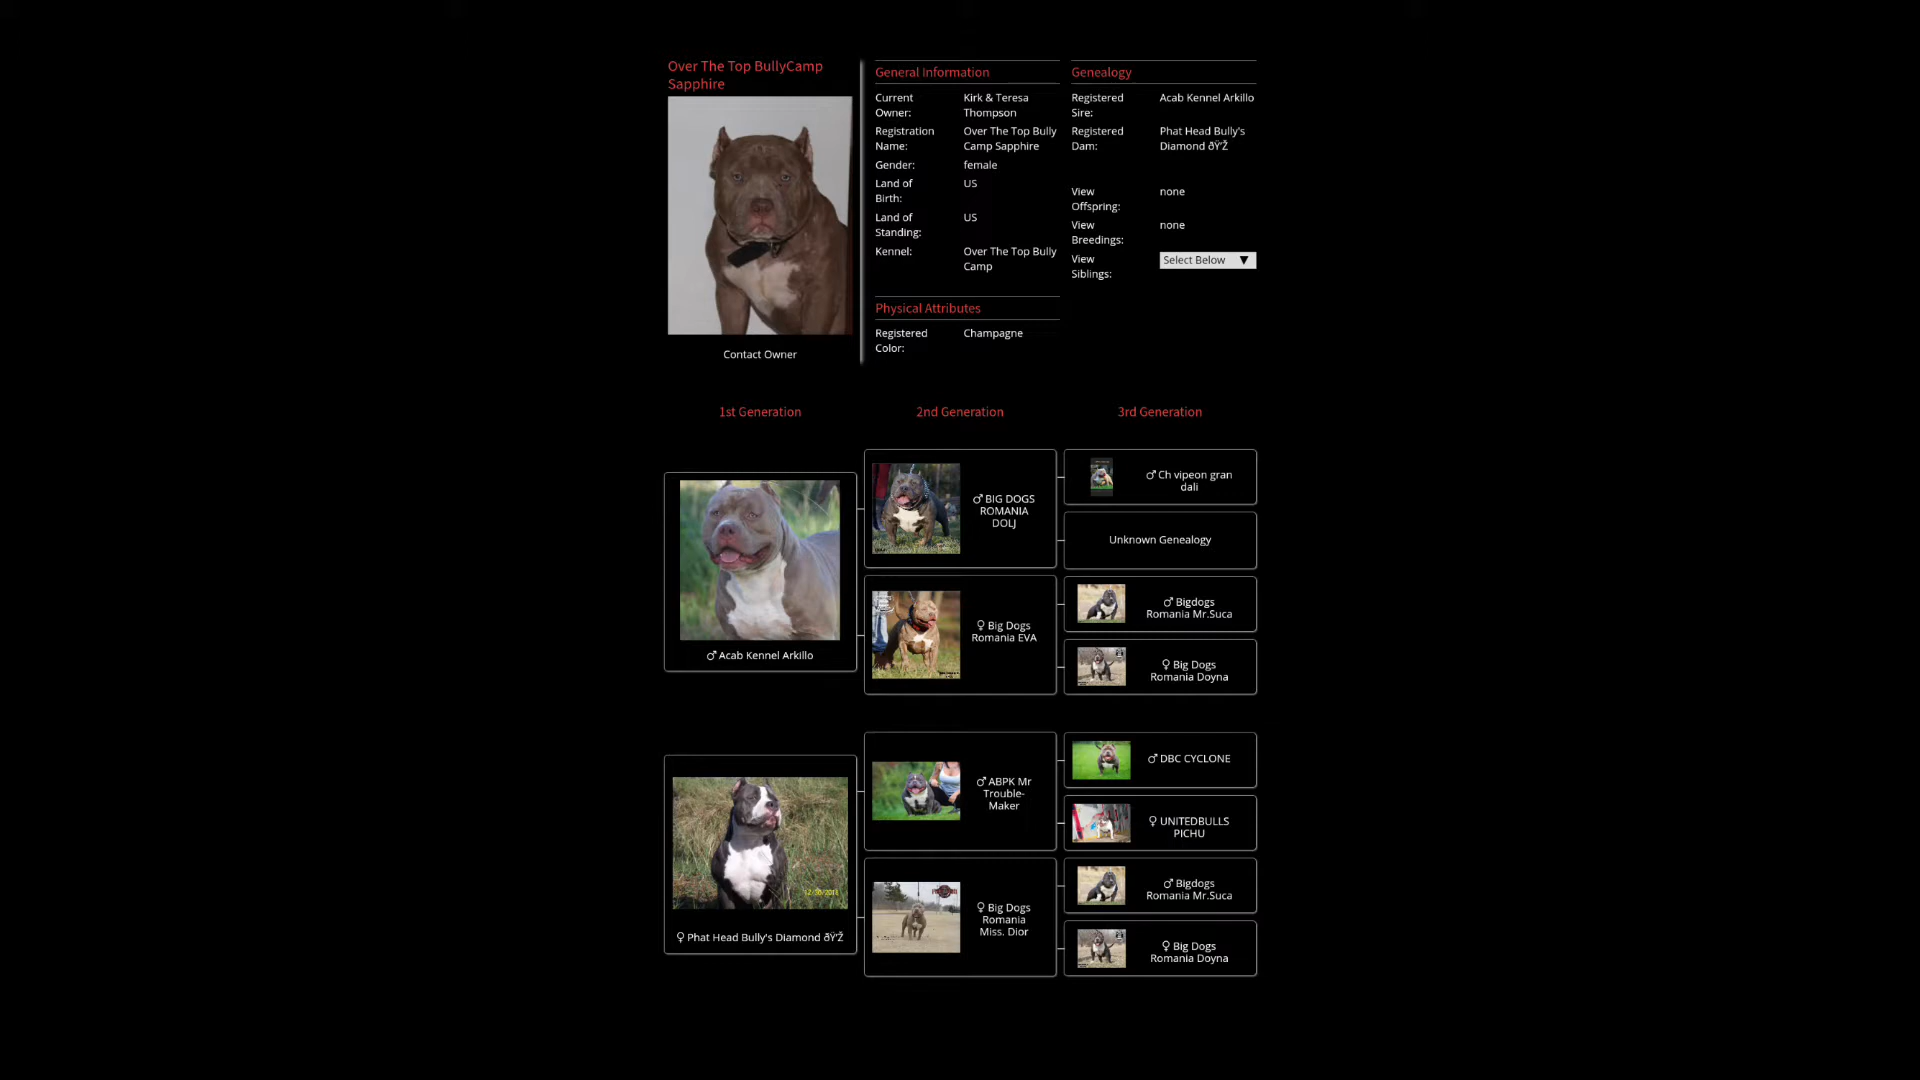 Over The Top BullyCamp
Sapphire
Contact Owner
General Information
Current
Owner:
Kirk & Teresa
Thompson
Registration
Name:
Over The Top Bully
Camp Sapphire
Gender:
female
Land of
Birth:
US
Land of
Standing:
US
Kennel:
Over The Top Bully
Camp
Physical Attributes
Registered
Color:
Champagne
Genealogy
Registered
Sire:
Acab Kennel Arkillo
Registered
Dam:
Phat Head Bully's
Diamond ðŸ’Ž
View
Offspring:
none
View
Breedings:
none
View
Siblings:
Select Below ▼
1st Generation
2nd Generation
3rd Generation
♂ Acab Kennel Arkillo
♂ BIG DOGS
ROMANIA
DOLJ
♀ Big Dogs
Romania EVA
♂ Ch vipeon gran
dali
Unknown Genealogy
♂ Bigdogs
Romania Mr.Suca
♀ Big Dogs
Romania Doyna
♀ Phat Head Bully's Diamond ðŸ’Ž
♂ ABPK Mr
Trouble-
Maker
♀ Big Dogs
Romania
Miss. Dior
♂ DBC CYCLONE
♀ UNITEDBULLS
PICHU
♂ Bigdogs
Romania Mr.Suca
♀ Big Dogs
Romania Doyna